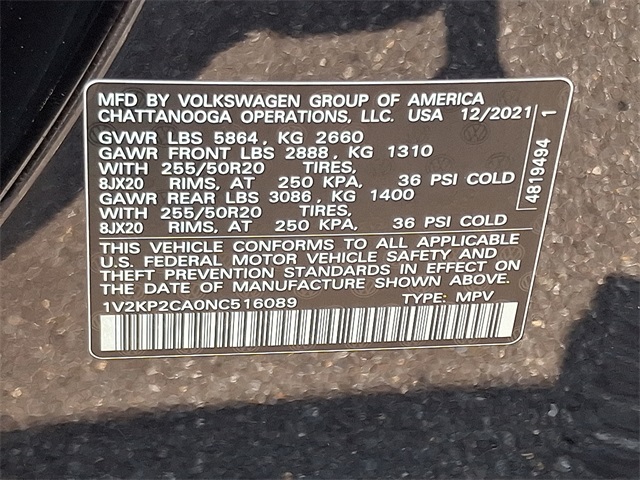 MFD BY VOLKSWAGEN GROUP OF AMERICA
CHATTANOOGA OPERATIONS, LLC. USA 12/2021
GVWR LBS 5864, KG 2660
GAWR FRONT LBS 2888, KG 1310
WITH 255/50R20 TIRES,
8JX20 RIMS, AT 250 KPA, 36 PSI COLD
GAWR REAR LBS 3086, KG 1400
WITH 255/50R20 TIRES,
8JX20 RIMS, AT 250 KPA, 36 PSI COLD
THIS VEHICLE CONFORMS TO ALL APPLICABLE
U.S. FEDERAL MOTOR VEHICLE SAFETY AND
THEFT PREVENTION STANDARDS IN EFFECT ON
THE DATE OF MANUFACTURE SHOWN ABOVE.
1V2KP2CA0NC516089 TYPE: MPV
4819494 1